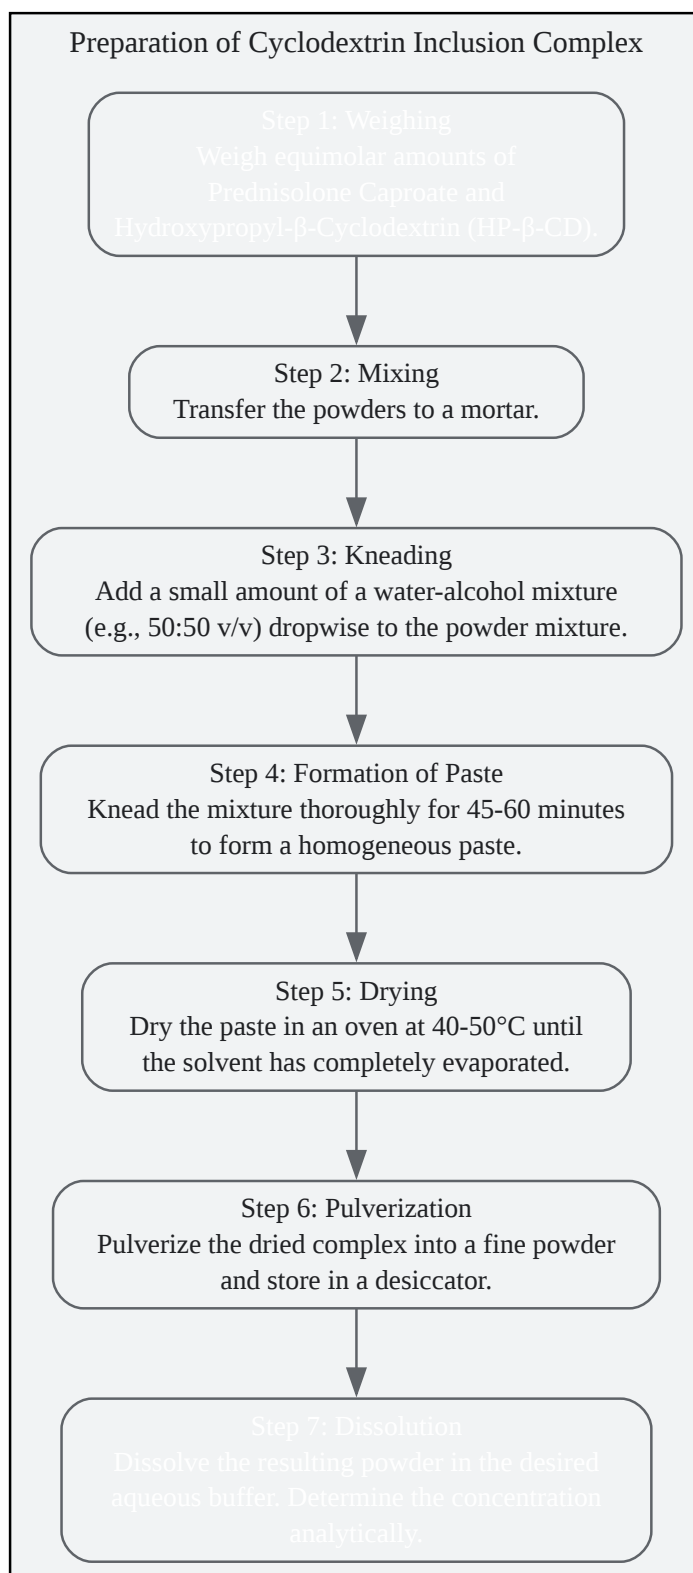 Preparation of Cyclodextrin Inclusion Complex
Step 1: Weighing
Weigh equimolar amounts of
Prednisolone Caproate and
Hydroxypropyl-β-Cyclodextrin (HP-β-CD).
Step 2: Mixing
Transfer the powders to a mortar.
Step 3: Kneading
Add a small amount of a water-alcohol mixture
(e.g., 50:50 v/v) dropwise to the powder mixture.
Step 4: Formation of Paste
Knead the mixture thoroughly for 45-60 minutes
to form a homogeneous paste.
Step 5: Drying
Dry the paste in an oven at 40-50°C until
the solvent has completely evaporated.
Step 6: Pulverization
Pulverize the dried complex into a fine powder
and store in a desiccator.
Step 7: Dissolution
Dissolve the resulting powder in the desired
aqueous buffer. Determine the concentration
analytically.